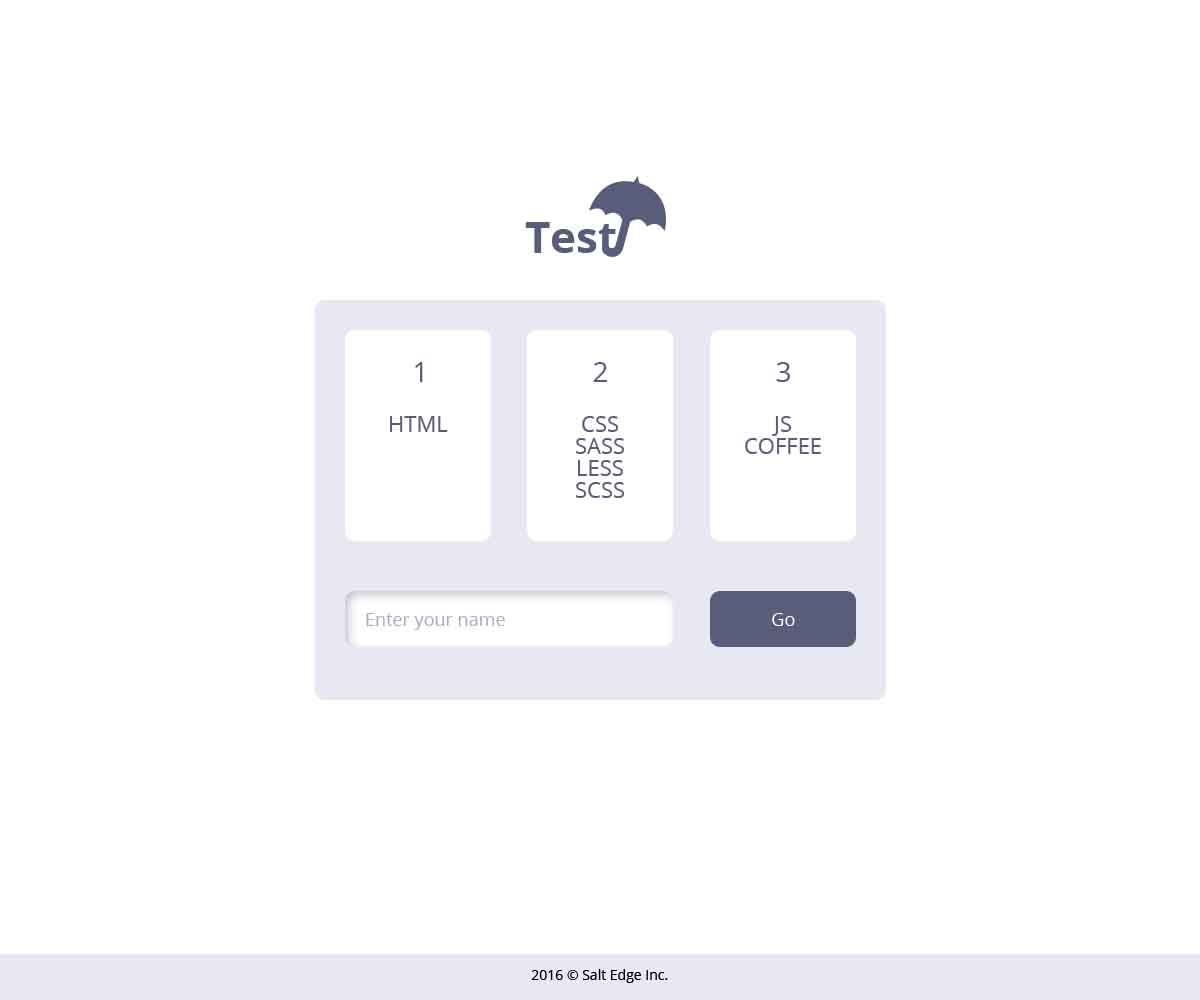 Test
1
HTML
2
CSS
SASS
LESS
SCSS
3
JS
COFFEE
Enter your name
Go
2016 © Salt Edge Inc.